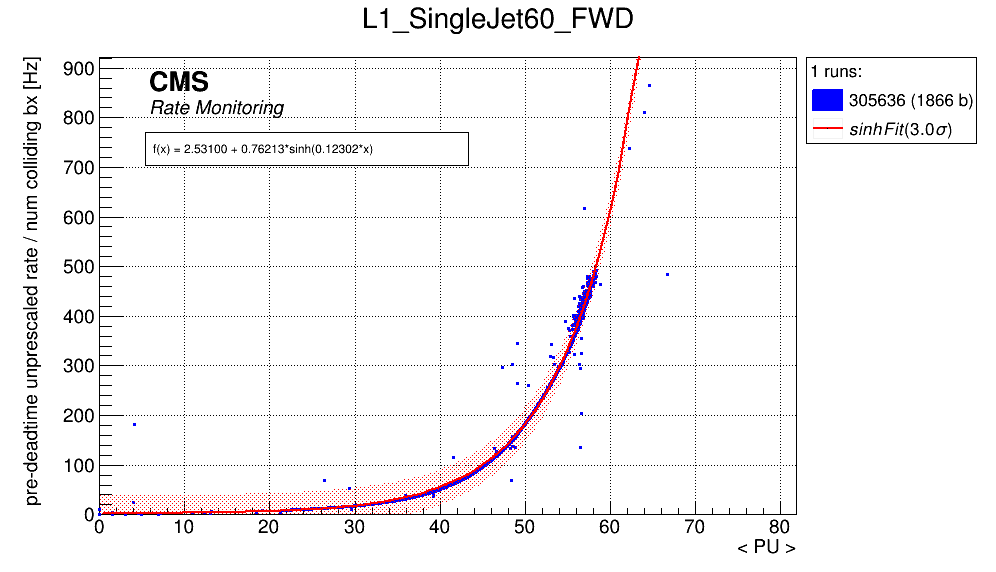 L1_SingleJet60_FWD
pre-deadtime unprescaled rate / num colliding bx [Hz]
900
800
700
600
500
400
300
200
100
0
CMS
Rate Monitoring
f(x) = 2.53100 + 0.76213*sinh(0.12302*x)
0 10 20 30 40 50 60 70 80
< PU >
1 runs:
305636 (1866 b)
sinhFit(3.0σ)